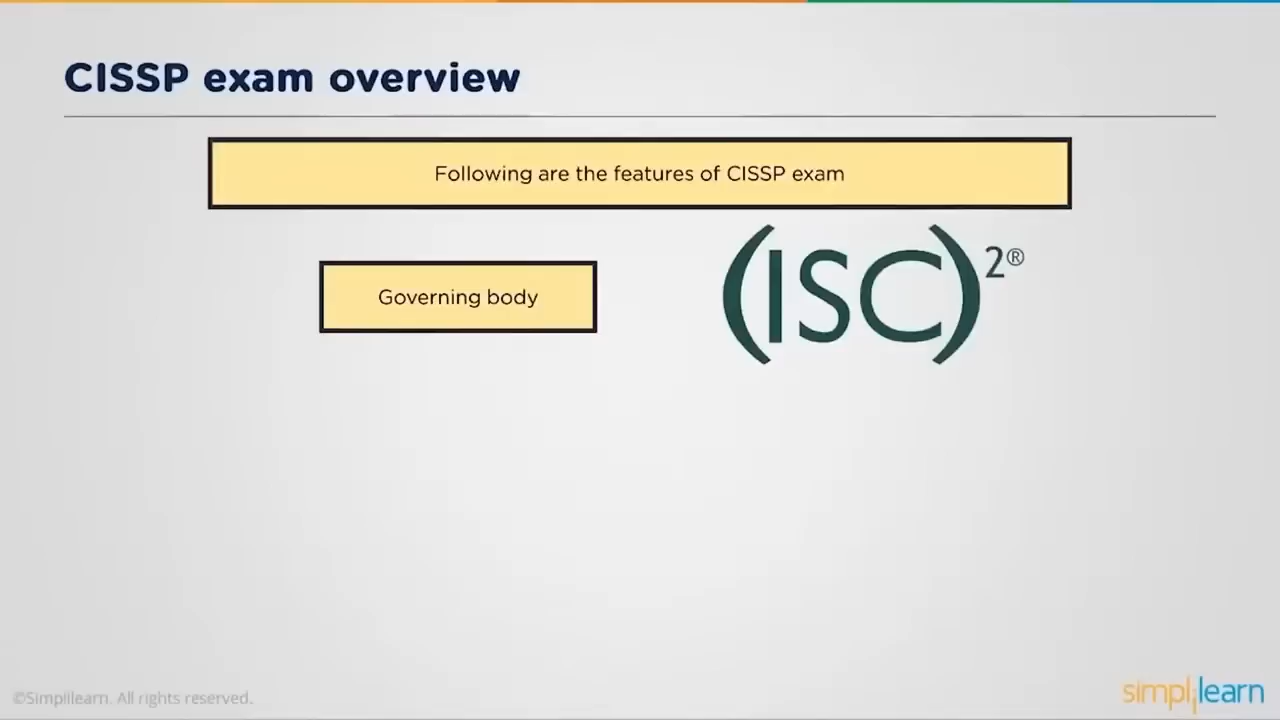 CISSP exam overview
Following are the features of CISSP exam
Governing body
(ISC)²®
©Simplilearn. All rights reserved.
simplilearn